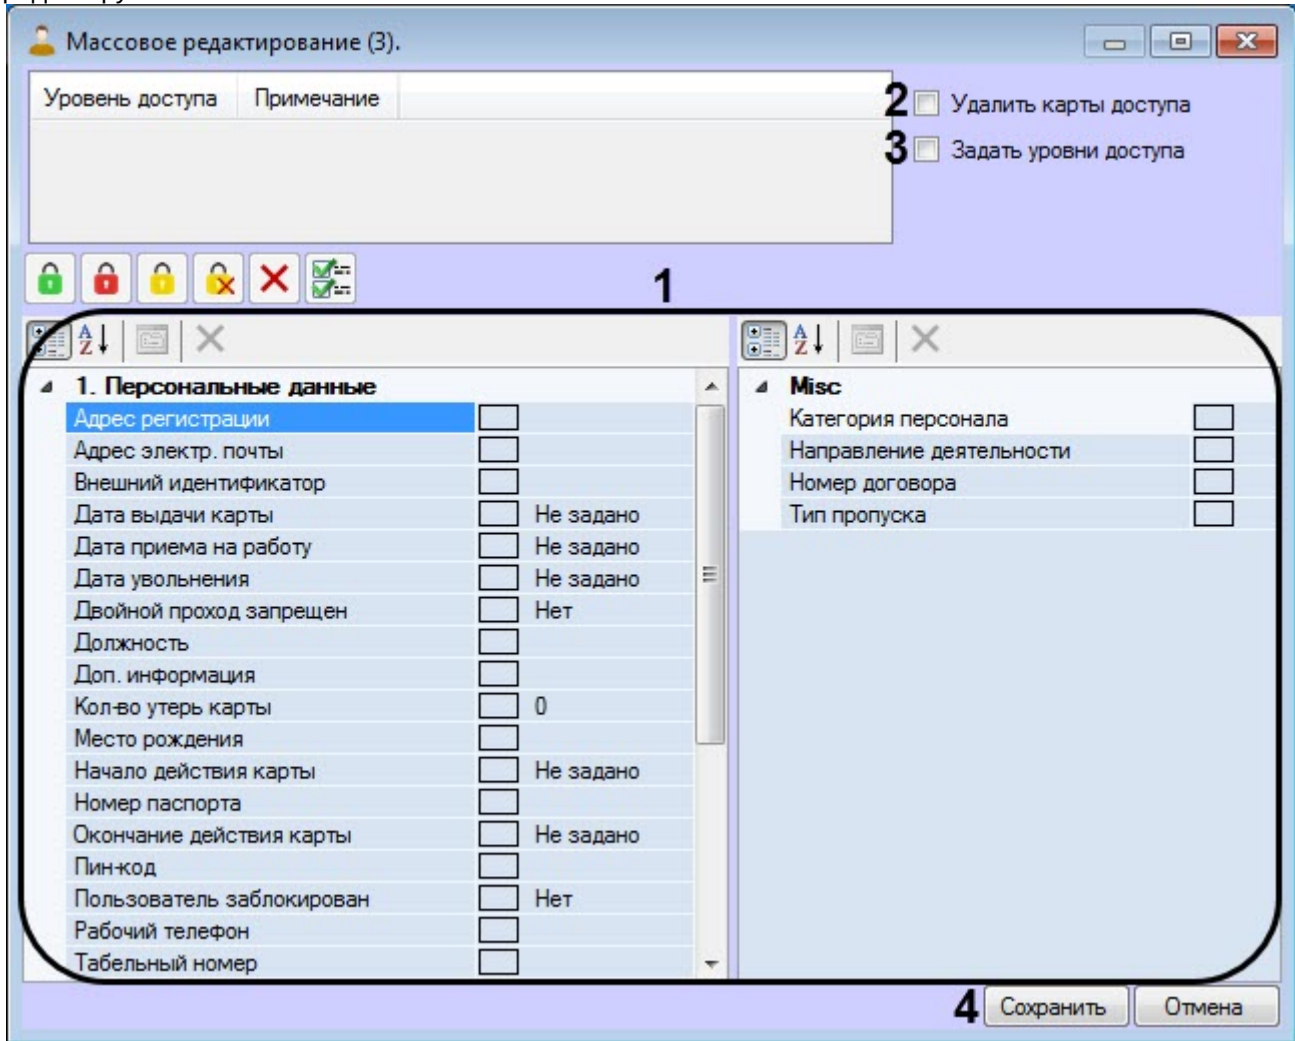 Массовое редактирование (3).
Уровень доступа Примечание
2 Удалить карты доступа
3 Задать уровни доступа
1
1. Персональные данные
Адрес регистрации
Адрес электр. почты
Внешний идентификатор
Дата выдачи карты Не задано
Дата приема на работу Не задано
Дата увольнения Не задано
Двойной проход запрещен Нет
Должность
Доп. информация
Кол-во утерь карты 0
Место рождения
Начало действия карты Не задано
Номер паспорта
Окончание действия карты Не задано
Пин-код
Пользователь заблокирован Нет
Рабочий телефон
Табельный номер
Misc
Категория персонала
Направление деятельности
Номер договора
Тип пропуска
4 Сохранить Отмена